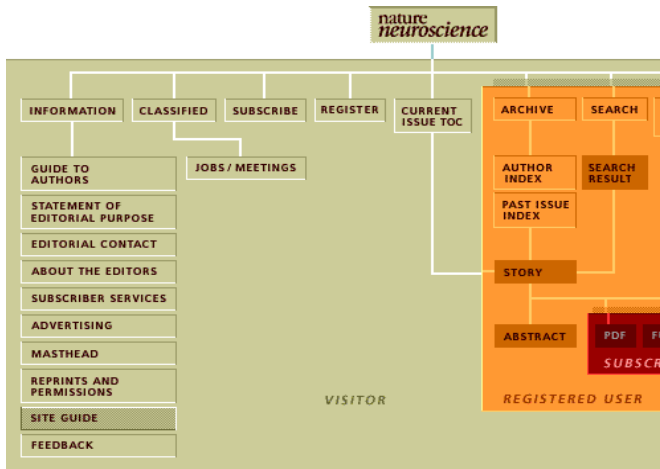 nature
neuroscience
INFORMATION
CLASSIFIED
SUBSCRIBE
REGISTER
CURRENT
ISSUE TOC
ARCHIVE
SEARCH
GUIDE TO
AUTHORS
JOBS / MEETINGS
AUTHOR
INDEX
SEARCH
RESULT
STATEMENT OF
EDITORIAL PURPOSE
PAST ISSUE
INDEX
EDITORIAL CONTACT
ABOUT THE EDITORS
STORY
SUBSCRIBER SERVICES
ADVERTISING
ABSTRACT
PDF
MASTHEAD
SUBSCR
REPRINTS AND
PERMISSIONS
VISITOR
REGISTERED USER
SITE GUIDE
FEEDBACK